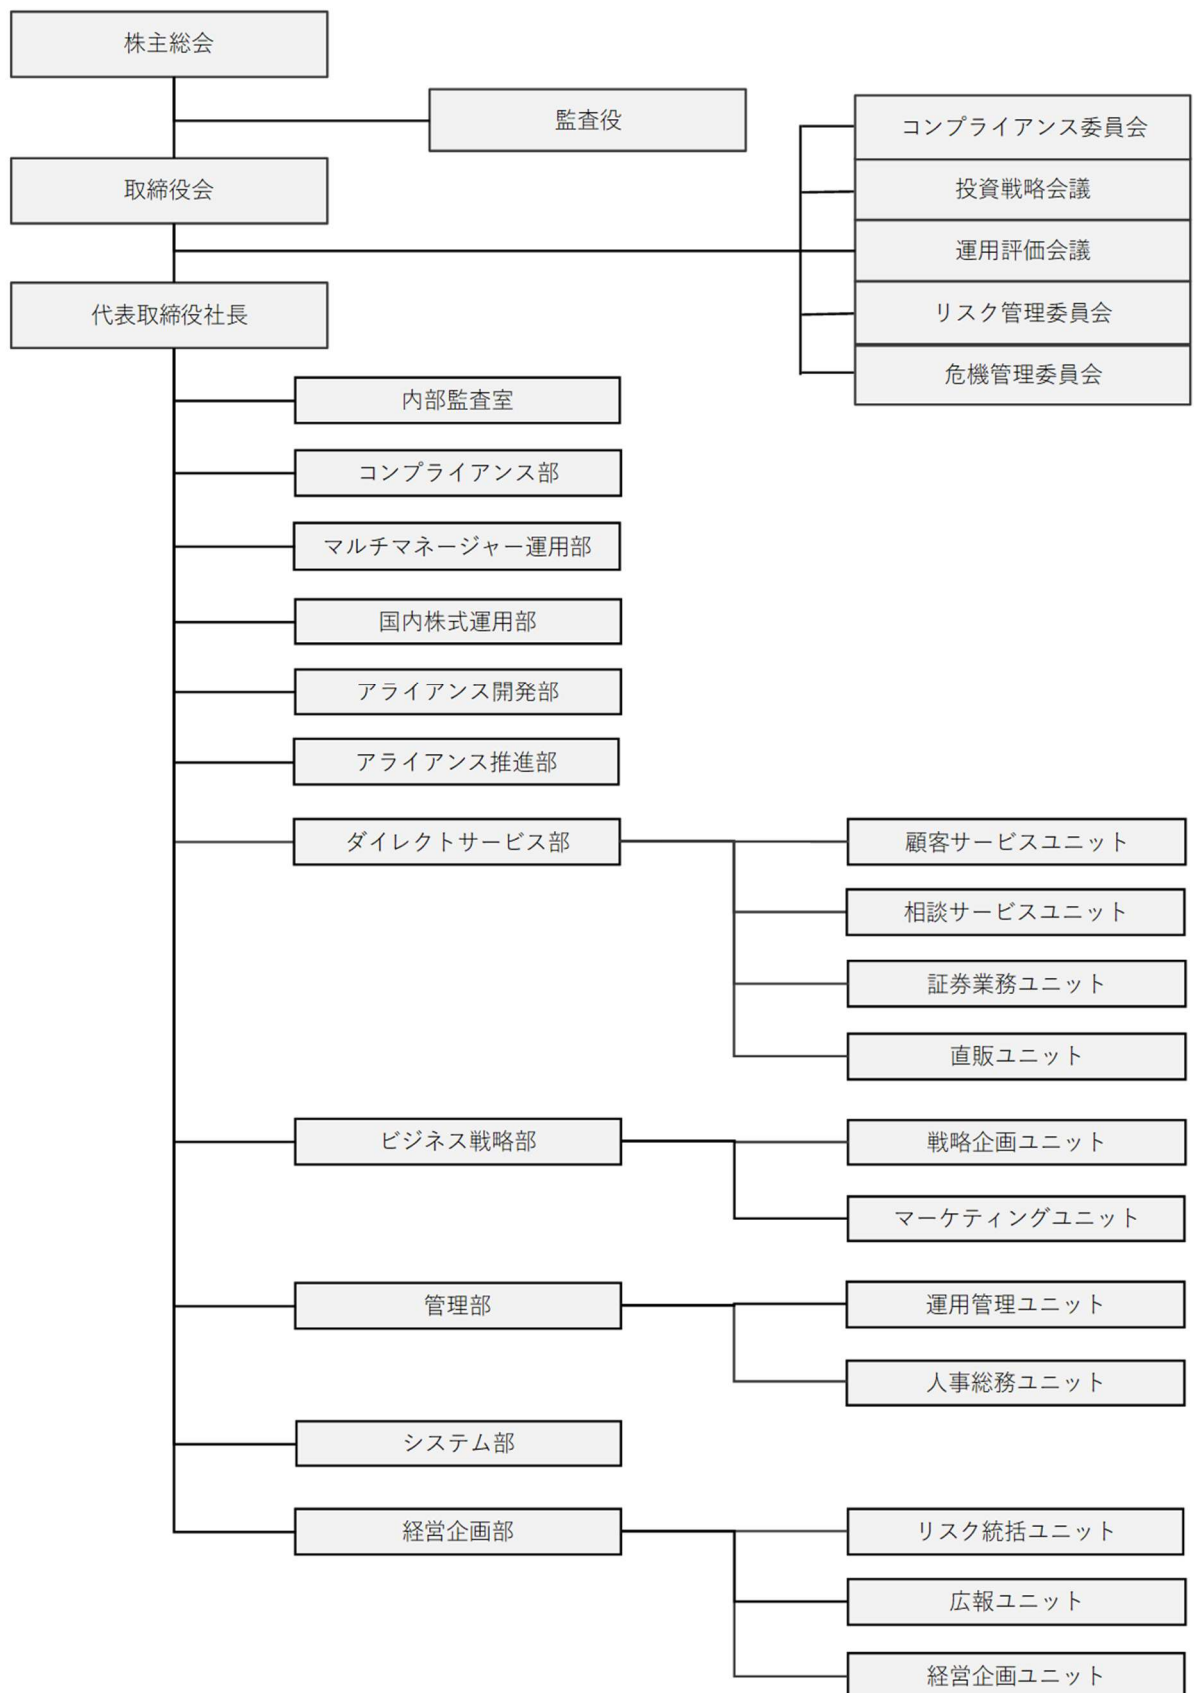 株主総会
監査役
コンプライアンス委員会
取締役会
投資戦略会議
運用評価会議
代表取締役社長
リスク管理委員会
危機管理委員会
内部監査室
コンプライアンス部
マルチマネージャー運用部
国内株式運用部
アライアンス開発部
アライアンス推進部
ダイレクトサービス部
顧客サービスユニット
相談サービスユニット
証券業務ユニット
直販ユニット
ビジネス戦略部
戦略企画ユニット
マーケティングユニット
管理部
運用管理ユニット
人事総務ユニット
システム部
経営企画部
リスク統括ユニット
広報ユニット
経営企画ユニット